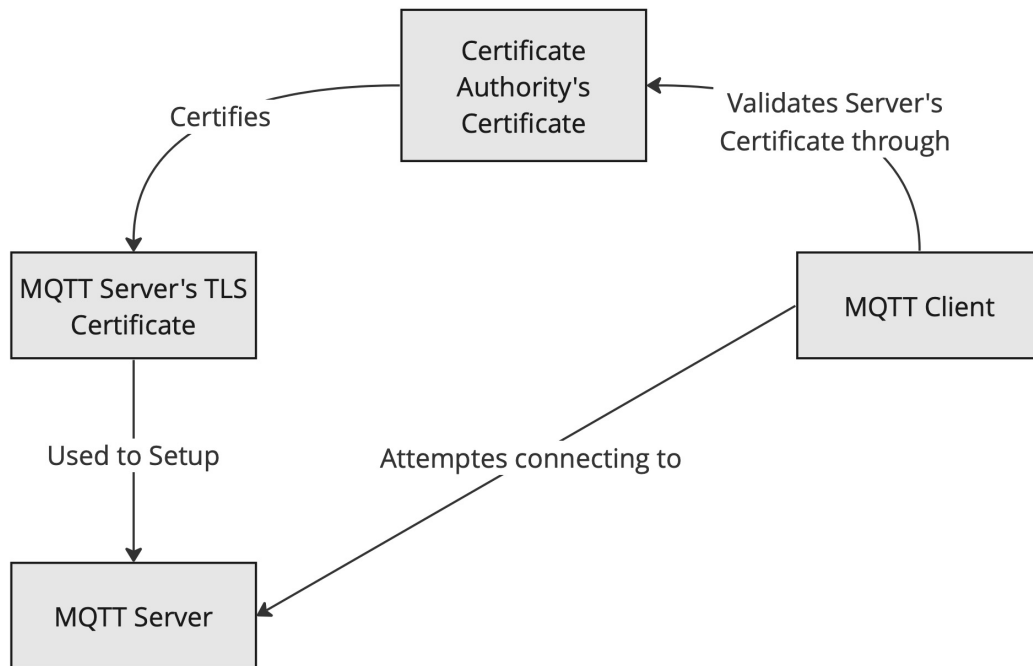 Certificate
Authority's
Certificate
Certifies
Validates Server's
Certificate through
MQTT Server's TLS
Certificate
MQTT Client
Used to Setup
Attemptes connecting to
MQTT Server